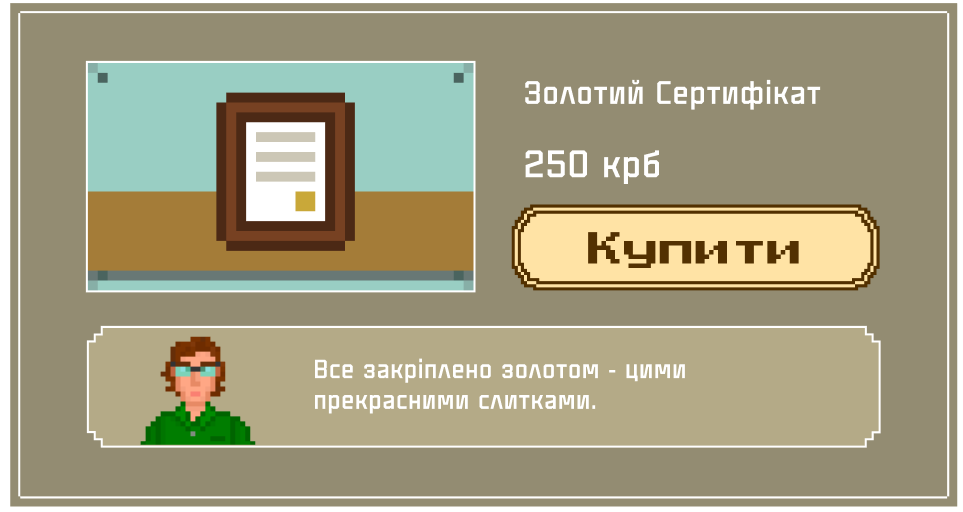 Золотий Сертифікат
250 крб
Купити
Все закріплено золотом - цими
прекрасними слитками.